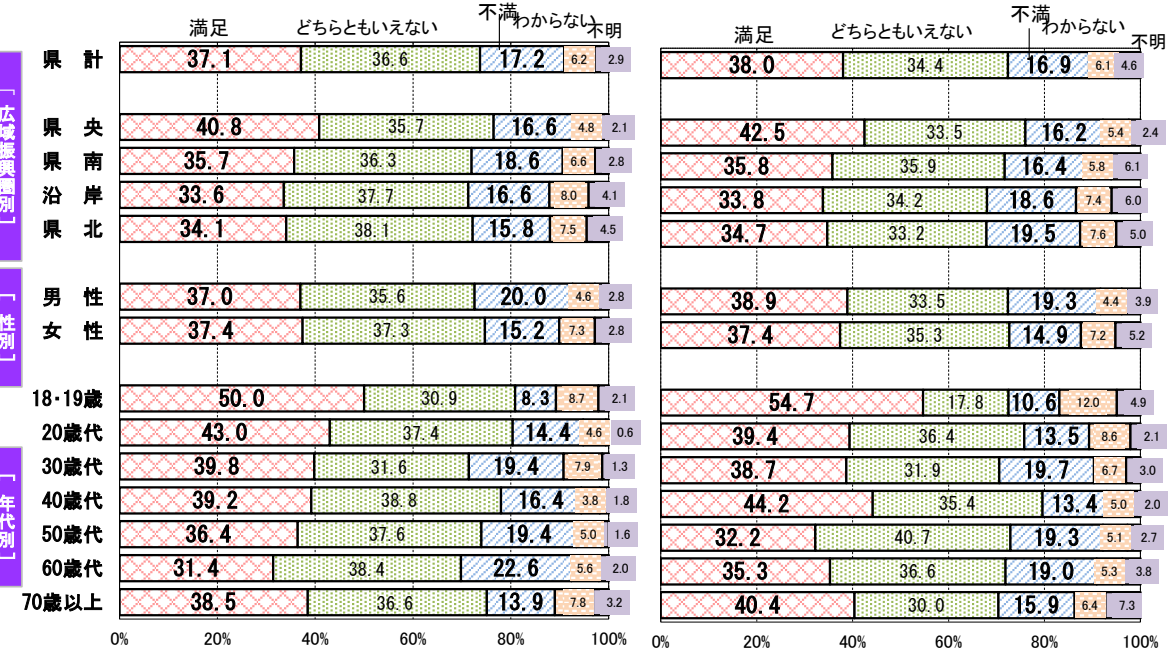 満足 どちらともいえない 不満 わからない 不明 満足 どちらともいえない 不満 わからない 不明
県 計 37.1 36.6 17.2 6.2 2.9 38.0 34.4 16.9 6.1 4.6
[ 広域振興圏別 ]
県 央 40.8 35.7 16.6 4.8 2.1 42.5 33.5 16.2 5.4 2.4
県 南 35.7 36.3 18.6 6.6 2.8 35.8 35.9 16.4 5.8 6.1
沿 岸 33.6 37.7 16.6 8.0 4.1 33.8 34.2 18.6 7.4 6.0
県 北 34.1 38.1 15.8 7.5 4.5 34.7 33.2 19.5 7.6 5.0
[ 性別 ]
男 性 37.0 35.6 20.0 4.6 2.8 38.9 33.5 19.3 4.4 3.9
女 性 37.4 37.3 15.2 7.3 2.8 37.4 35.3 14.9 7.2 5.2
[ 年代別 ]
18・19歳 50.0 30.9 8.3 8.7 2.1 54.7 17.8 10.6 12.0 4.9
20歳代 43.0 37.4 14.4 4.6 0.6 39.4 36.4 13.5 8.6 2.1
30歳代 39.8 31.6 19.4 7.9 1.3 38.7 31.9 19.7 6.7 3.0
40歳代 39.2 38.8 16.4 3.8 1.8 44.2 35.4 13.4 5.0 2.0
50歳代 36.4 37.6 19.4 5.0 1.6 32.2 40.7 19.3 5.1 2.7
60歳代 31.4 38.4 22.6 5.6 2.0 35.3 36.6 19.0 5.3 3.8
70歳以上 38.5 36.6 13.9 7.8 3.2 40.4 30.0 15.9 6.4 7.3
0% 20% 40% 60% 80% 100% 0% 20% 40% 60% 80% 100%